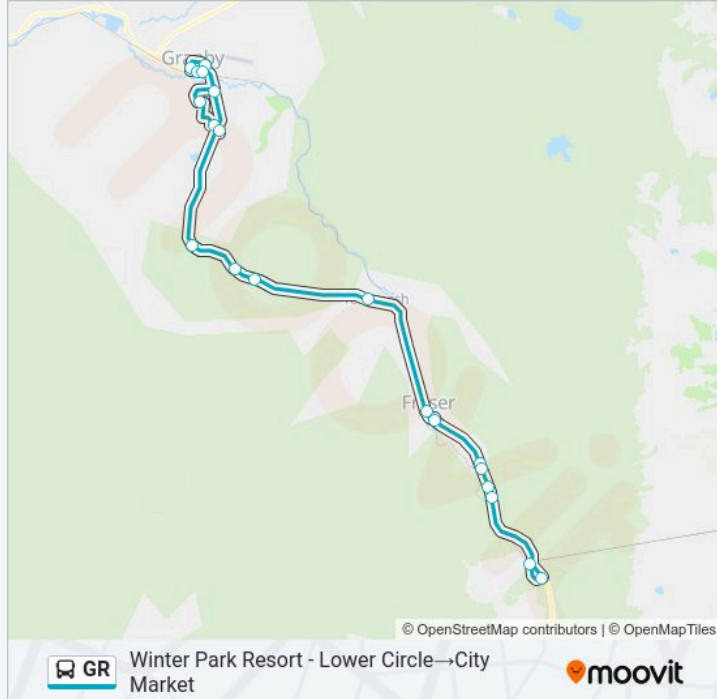 Granby
Fraser
© OpenStreetMap contributors | © OpenMapTiles
GR
Winter Park Resort - Lower Circle→City
Market
moovit